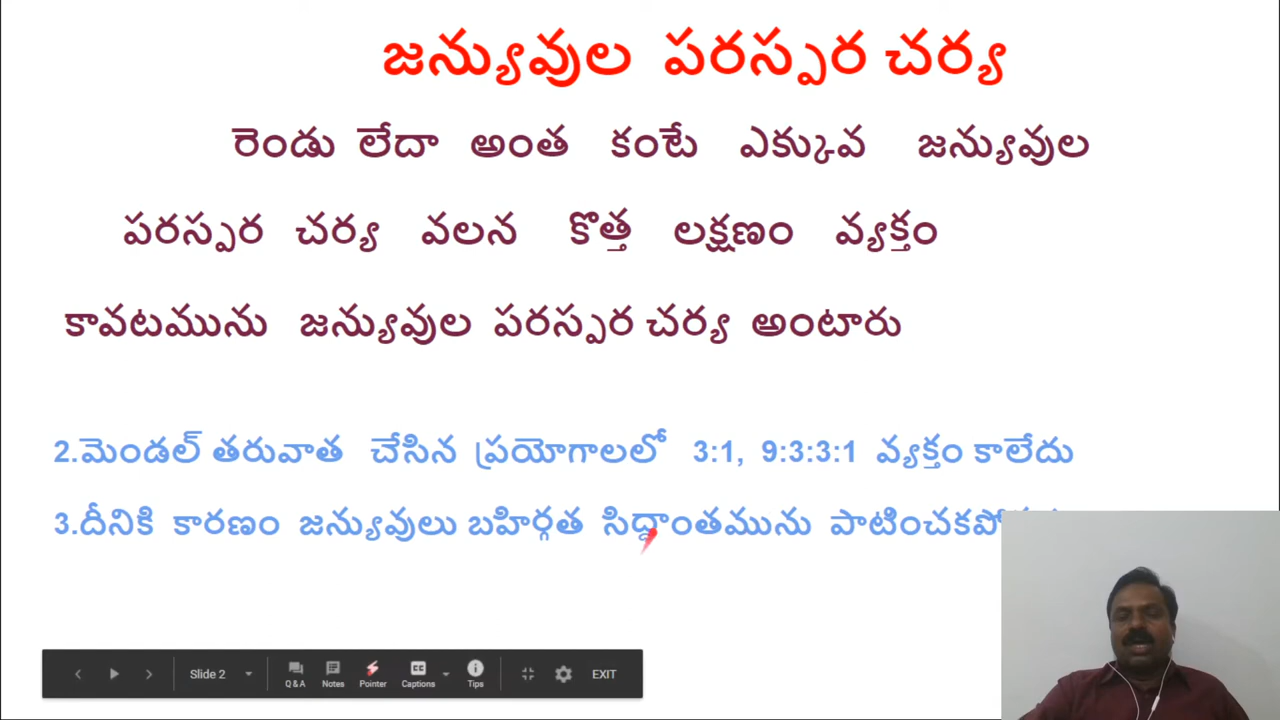 జన్యువుల పరస్పర చర్య
రెండు లేదా అంత కంటే ఎక్కువ జన్యువుల
పరస్పర చర్య వలన కొత్త లక్షణం వ్యక్తం
కావటమును జన్యువుల పరస్పర చర్య అంటారు
2.మెండల్ తరువాత చేసిన ప్రయోగాలలో 3:1, 9:3:3:1 వ్యక్తం కాలేదు
3.దీనికి కారణం జన్యువులు బహిర్గత సిద్ధాంతమును
Slide 2 Q & A Notes Pointer Captions Tips EXIT